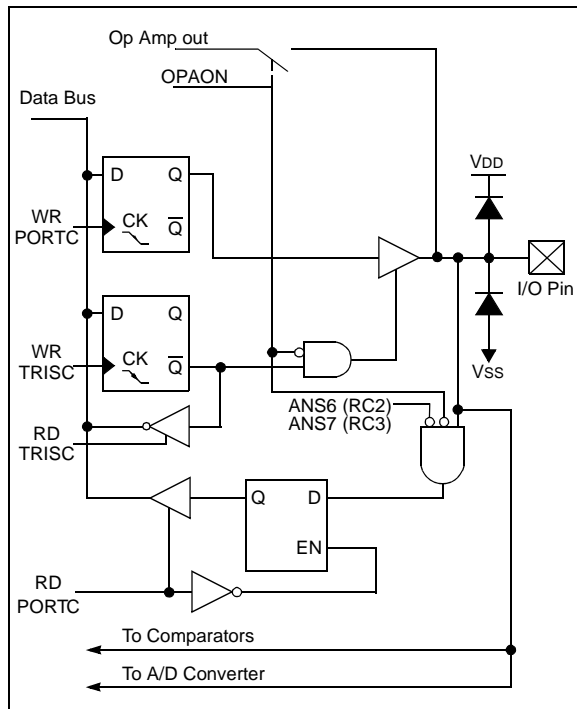 Op Amp out
OPAON
Data Bus
D Q
CK Q
WR
PORTC
VDD
I/O Pin
VSS
D Q
CK Q
WR
TRISC
RD
TRISC
ANS6 (RC2)
ANS7 (RC3)
Q D
EN
RD
PORTC
To Comparators
To A/D Converter